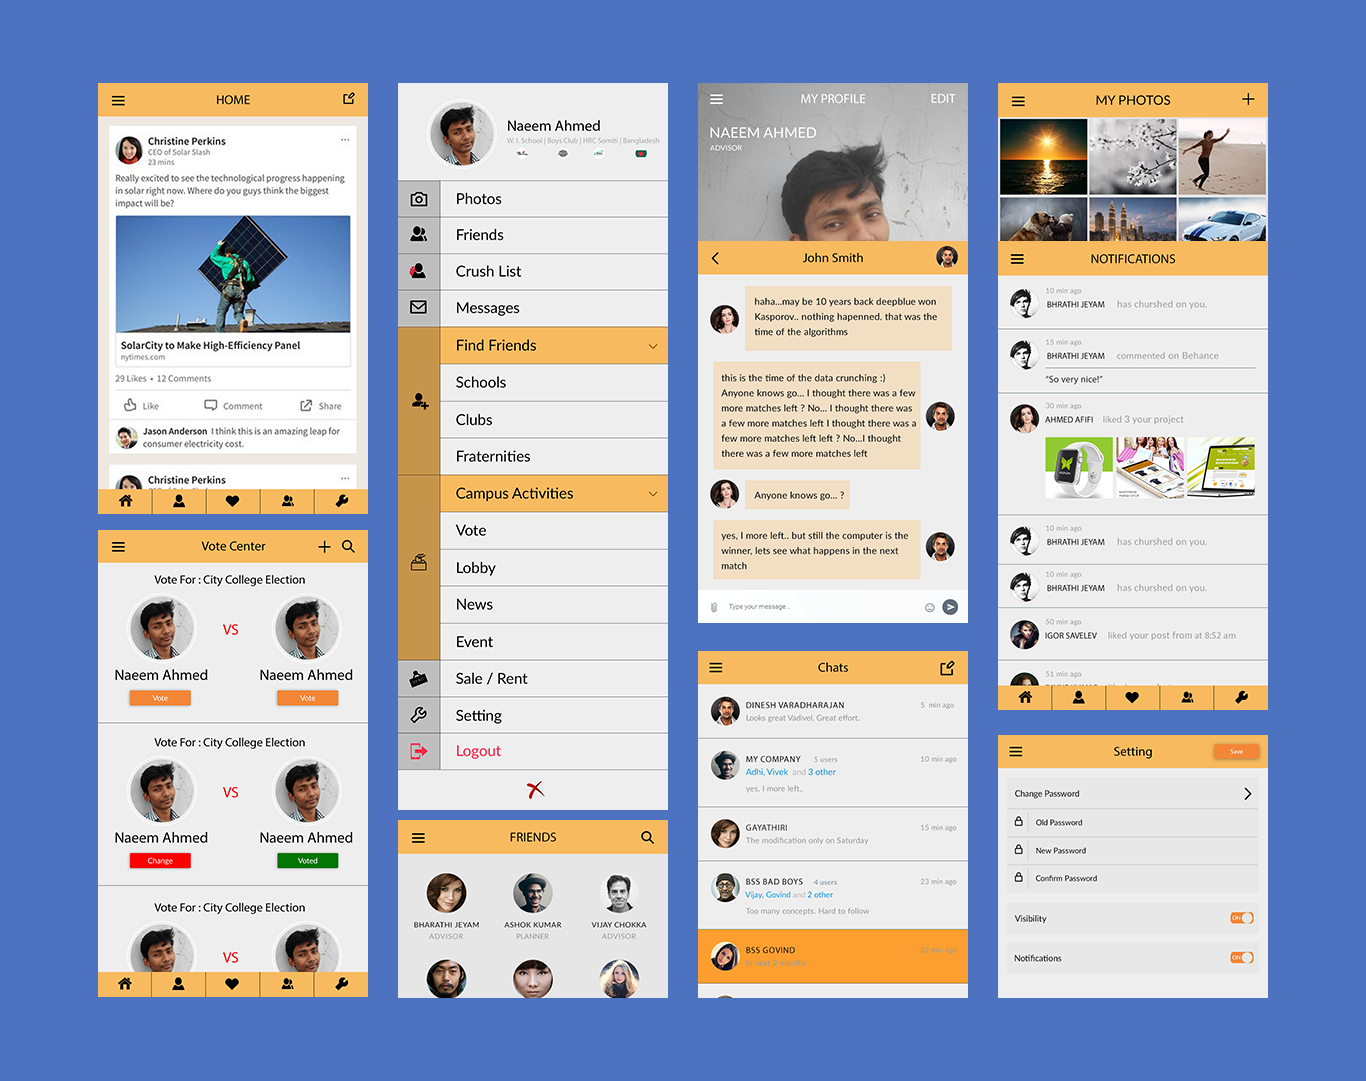 HOME
Christine Perkins
CEO of Solar Slash
23 mins
Really excited to see the technological progress happening
in solar right now. Where do you guys think the biggest
impact will be?
SolarCity to Make High-Efficiency Panel
nytimes.com
29 Likes • 12 Comments
Like
Comment
Share
Jason Anderson I think this is an amazing leap for
consumer electricity cost.
Christine Perkins
Vote Center
Vote For : City College Election
VS
Naeem Ahmed
Naeem Ahmed
Vote
Vote
Vote For : City College Election
VS
Naeem Ahmed
Naeem Ahmed
Change
Voted
Vote For : City College Election
VS
Naeem Ahmed
W. I. School | Boys Club | HRC Somiti | Bangladesh
Photos
Friends
Crush List
Messages
Find Friends
Schools
Clubs
Fraternities
Campus Activities
Vote
Lobby
News
Event
Sale / Rent
Setting
Logout
FRIENDS
BHARATHI JEYAM
ADVISOR
ASHOK KUMAR
PLANNER
VIJAY CHOKKA
ADVISOR
MY PROFILE
EDIT
NAEEM AHMED
ADVISOR
John Smith
haha...may be 10 years back deepblue won
Kasporov.. nothing hapenned. that was the
time of the algorithms
this is the time of the data crunching :)
Anyone knows go... I thought there was a few
more matches left ? No... I thought there was
a few more matches left I thought there was a
few more matches left left ? No...I thought
there was a few more matches left
Anyone knows go... ?
yes, I more left.. but still the computer is the
winner, lets see what happens in the next
match
Type your message...
Chats
DINESH VARADHARAJAN
5 min ago
Looks great Vadivel. Great effort.
MY COMPANY 5 users
10 min ago
Adhi, Vivek and 3 other
yes, I more left..
GAYATHIRI
15 min ago
The modification only on Saturday
BSS BAD BOYS 4 users
23 min ago
Vijay, Govind and 2 other
Too many concepts. Hard to follow
BSS GOVIND
32 min ago
In next 2 months
MY PHOTOS
NOTIFICATIONS
10 min ago
BHRATHI JEYAM has churshed on you.
15 min ago
BHRATHI JEYAM commented on Behance
"So very nice!"
30 min ago
AHMED AFIFI liked 3 your project
10 min ago
BHRATHI JEYAM has churshed on you.
10 min ago
BHRATHI JEYAM has churshed on you.
50 min ago
IGOR SAVELEV liked your post from at 8:52 am
51 min ago
Setting
Save
Change Password
Old Password
New Password
Confirm Password
Visibility
ON
Notifications
ON